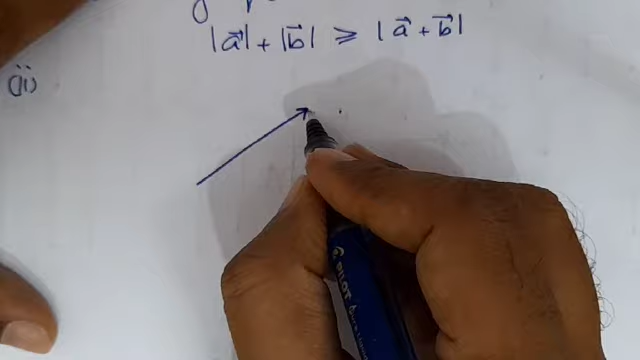 |a⃗| + |b⃗| ⩾ |a⃗ + b⃗|
(ii)
PILOT